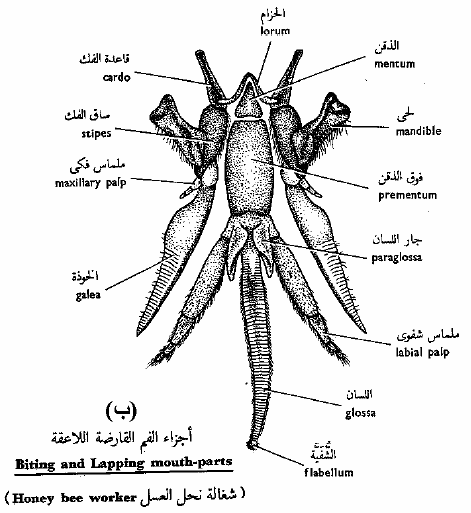 الحزام
lorum
قاعدة الفك
cardo
الذقن
mentum
ساق الفك
stipes
لحى
mandible
ملماس فكى
maxillary palp
فوق الذقن
prementum
جار اللسان
paraglossa
الخوذة
galea
ملماس شفوى
labial palp
اللسان
glossa
الشفية
flabellum
(ب)
أجزاء الفم القارضة اللاعقة
Biting and Lapping mouth-parts
(Honey bee worker شغالة نحل العسل)